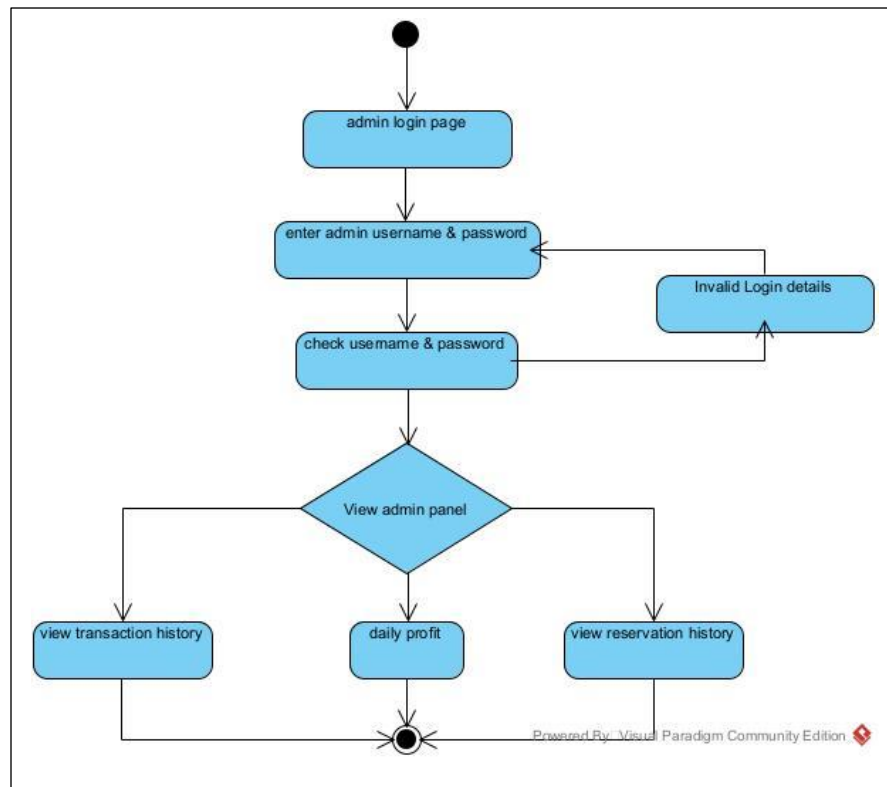 admin login page
enter admin username & password
Invalid Login details
check username & password
View admin panel
view transaction history
daily profit
view reservation history
Powered By: Visual Paradigm Community Edition